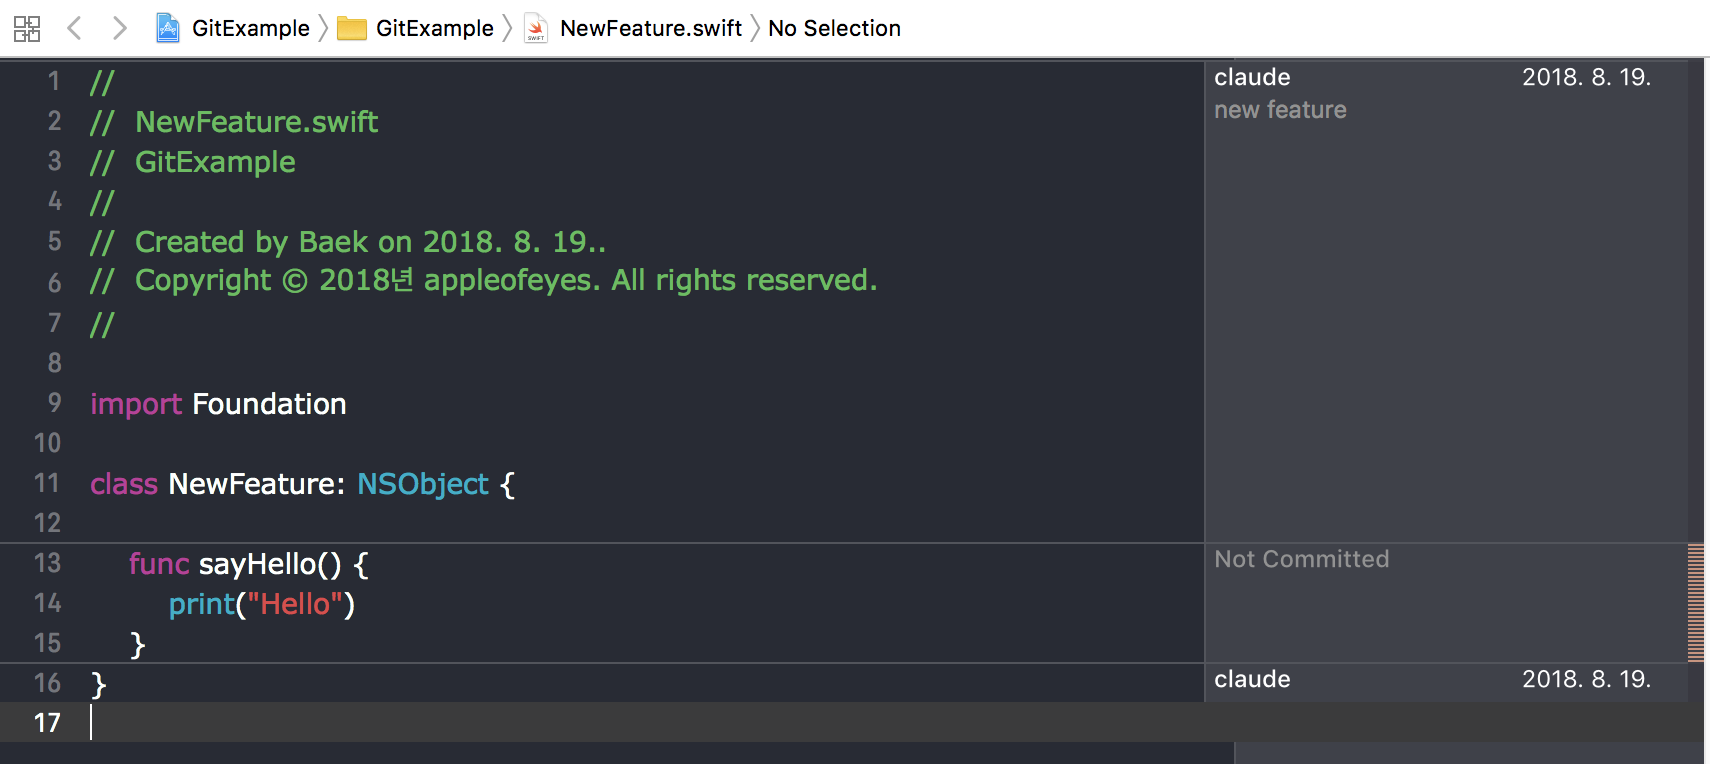 GitExample GitExample NewFeature.swift No Selection
1 //
2 // NewFeature.swift
3 // GitExample
4 //
5 // Created by Baek on 2018. 8. 19..
6 // Copyright © 2018년 appleofeyes. All rights reserved.
7 //
8
9 import Foundation
10
11 class NewFeature: NSObject {
12
13 func sayHello() {
14 print("Hello")
15 }
16 }
17
claude 2018. 8. 19.
new feature
Not Committed
claude 2018. 8. 19.